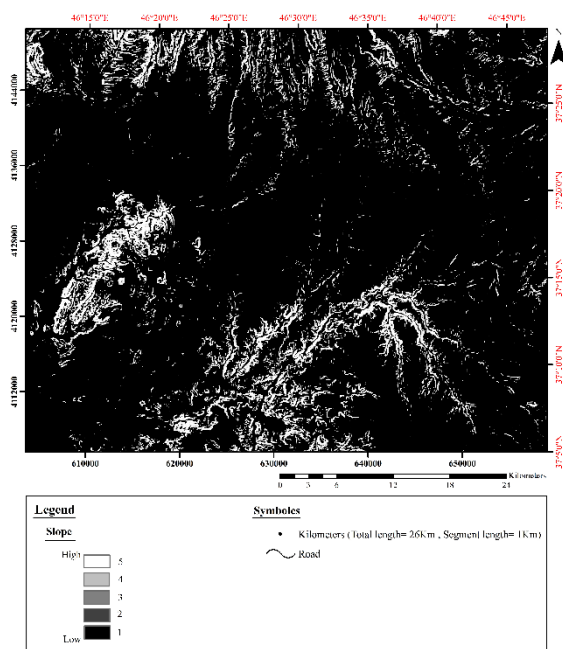 46°15'0"E 46°20'0"E 46°25'0"E 46°30'0"E 46°35'0"E 46°40'0"E 46°45'0"E
4144000
4136000
4128000
4120000
4112000
37°25'0"N
37°20'0"N
37°15'0"N
37°10'0"N
37°5'0"N
610000 620000 630000 640000 650000
Kilometers
0 3 6 12 18 24
Legend
Slope
High
5
4
3
2
1
Low
Symbols
Kilometers (Total length= 26Km , Segment length= 1Km)
Road